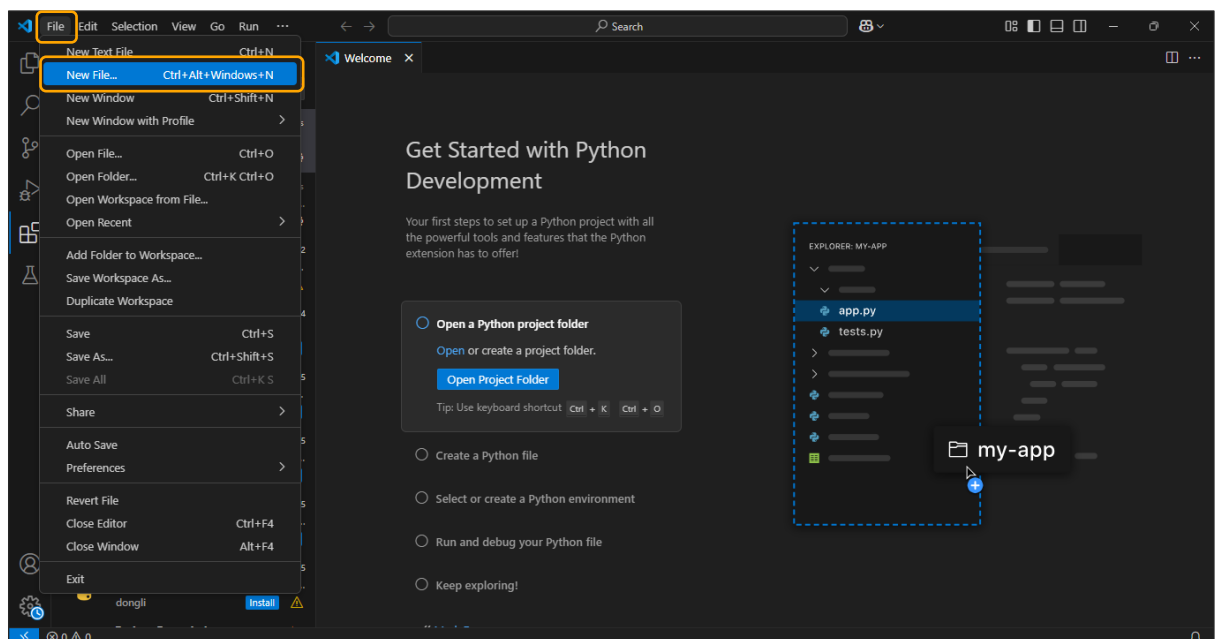 File Edit Selection View Go Run ···
Search
New Text File Ctrl+N
New File... Ctrl+Alt+Windows+N
New Window Ctrl+Shift+N
New Window with Profile
Open File... Ctrl+O
Open Folder... Ctrl+K Ctrl+O
Open Workspace from File...
Open Recent
Add Folder to Workspace...
Save Workspace As...
Duplicate Workspace
Save Ctrl+S
Save As... Ctrl+Shift+S
Save All Ctrl+K S
Share
Auto Save
Preferences
Revert File
Close Editor Ctrl+F4
Close Window Alt+F4
Exit
dongli Install
0 0
Welcome
Get Started with Python
Development
Your first steps to set up a Python project with all
the powerful tools and features that the Python
extension has to offer!
Open a Python project folder
Open or create a project folder.
Open Project Folder
Tip: Use keyboard shortcut Ctrl + K Ctrl + O
Create a Python file
Select or create a Python environment
Run and debug your Python file
Keep exploring!
EXPLORER: MY-APP
app.py
tests.py
my-app